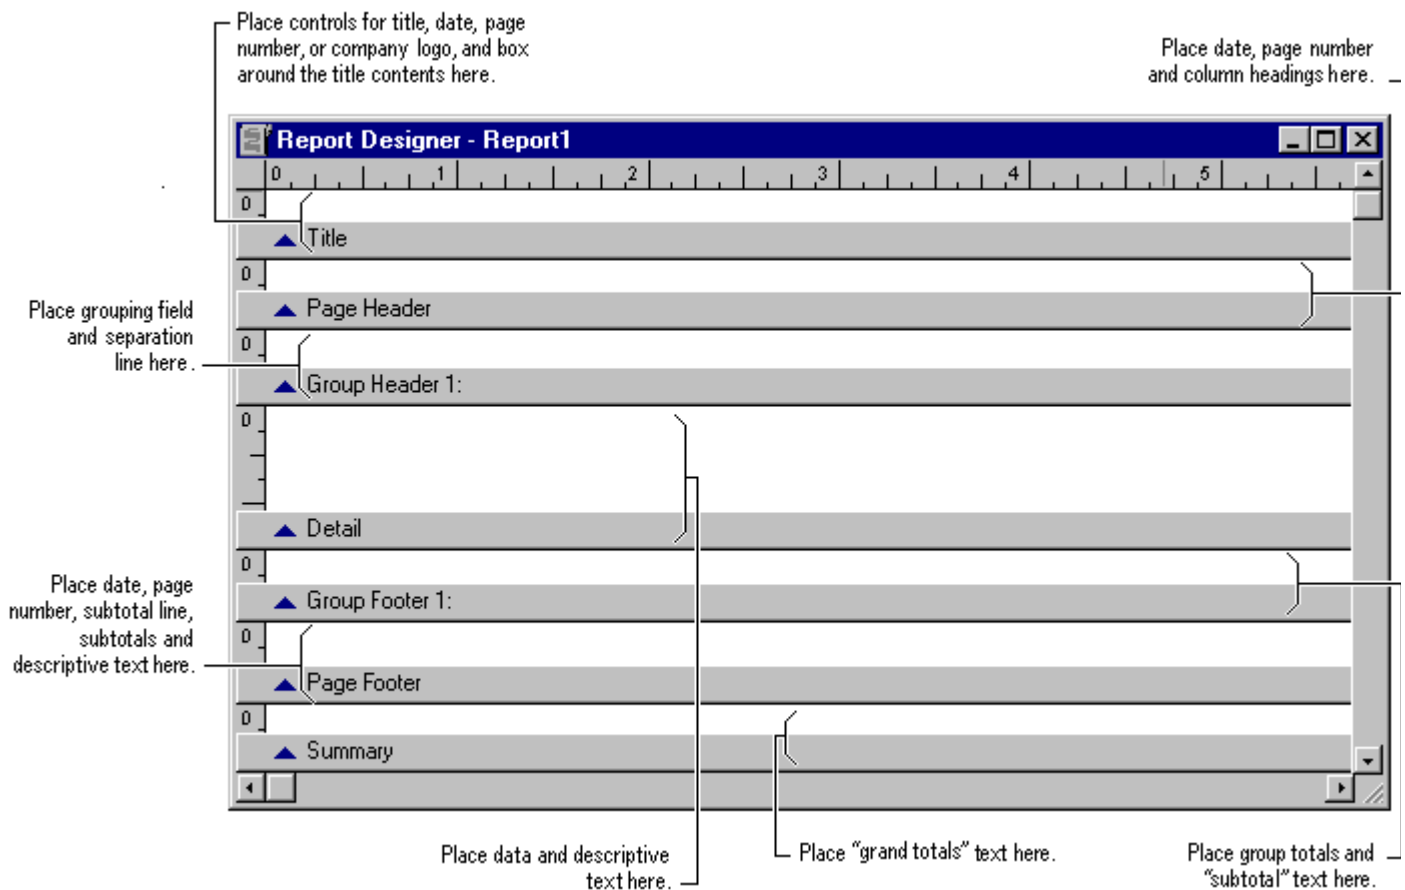 Place controls for title, date, page
number, or company logo, and box
around the title contents here.
Place date, page number
and column headings here.
Report Designer - Report1
0 1 2 3 4 5
0
Title
0
Page Header
Place grouping field
and separation
line here.
0
Group Header 1:
0
Detail
0
Group Footer 1:
Place date, page
number, subtotal line,
subtotals and
descriptive text here.
0
Page Footer
0
Summary
Place data and descriptive
text here.
Place "grand totals" text here.
Place group totals and
"subtotal" text here.